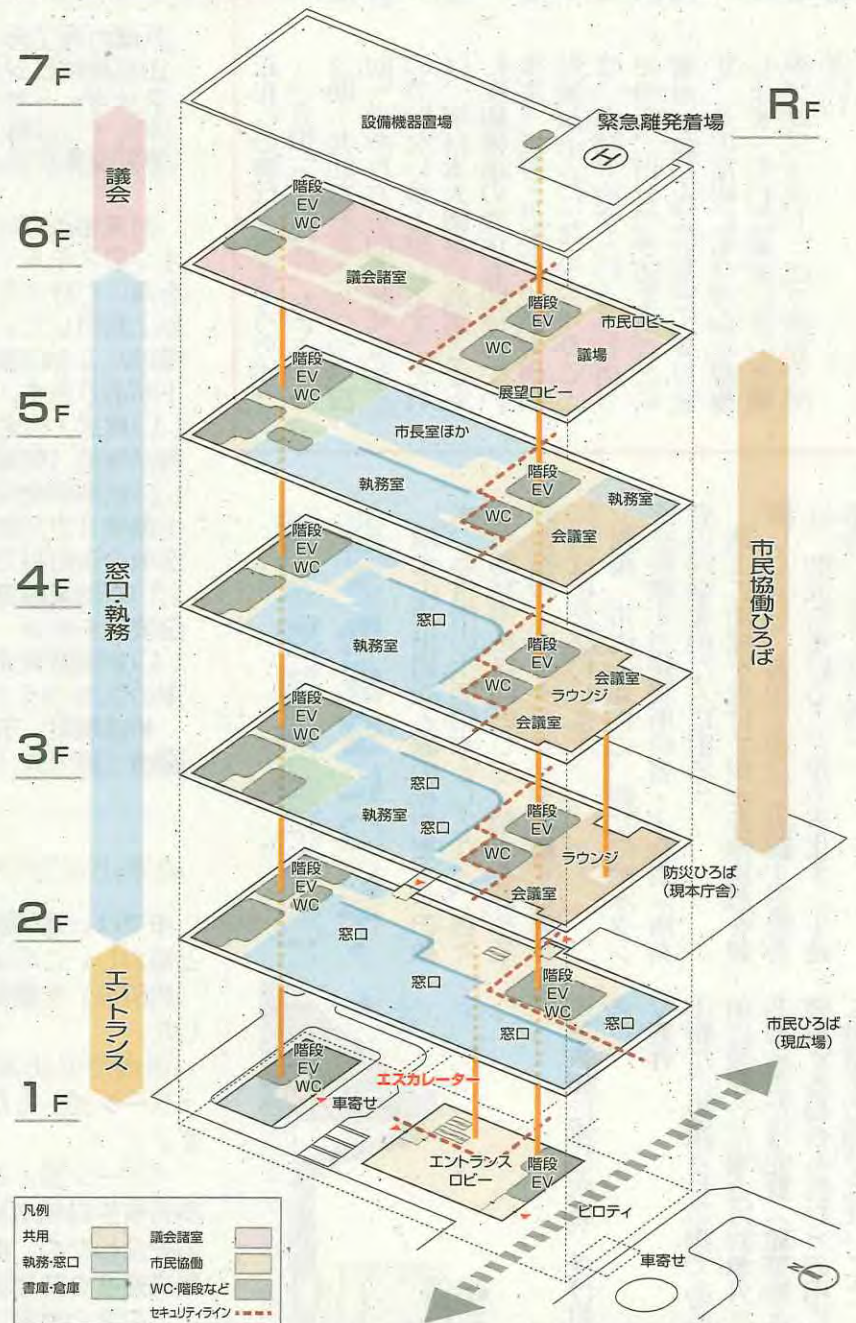 7F
設備機器置場
緊急離発着場
H
RF
議会
階段
EV
WC
6F
議会諸室
階段
EV
市民ロビー
WC
議場
展望ロビー
階段
EV
WC
5F
市長室ほか
執務室
階段
EV
執務室
WC
会議室
市民協働ひろば
窓口・執務
階段
EV
WC
4F
窓口
執務室
階段
EV
会議室
WC
ラウンジ
会議室
階段
EV
WC
3F
窓口
執務室
窓口
階段
EV
WC
ラウンジ
会議室
防災ひろば
(現本庁舎)
階段
EV
WC
2F
窓口
窓口
階段
EV
WC
窓口
窓口
市民ひろば
(現広場)
エントランス
階段
EV
WC
エスカレーター
1F
車寄せ
エントランス
ロビー
階段
EV
ピロティ
車寄せ
N
凡例
共用
議会諸室
執務・窓口
市民協働
書庫・倉庫
WC・階段など
セキュリティライン